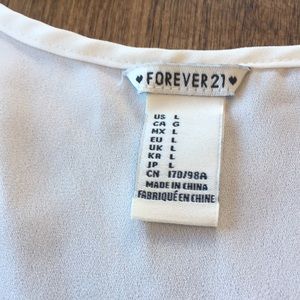 ♥ FOREVER 21 ♥
US L
CA G
MX L
EU L
UK L
KR L
JP L
CN 170/98A
MADE IN CHINA
FABRIQUÉ EN CHINE